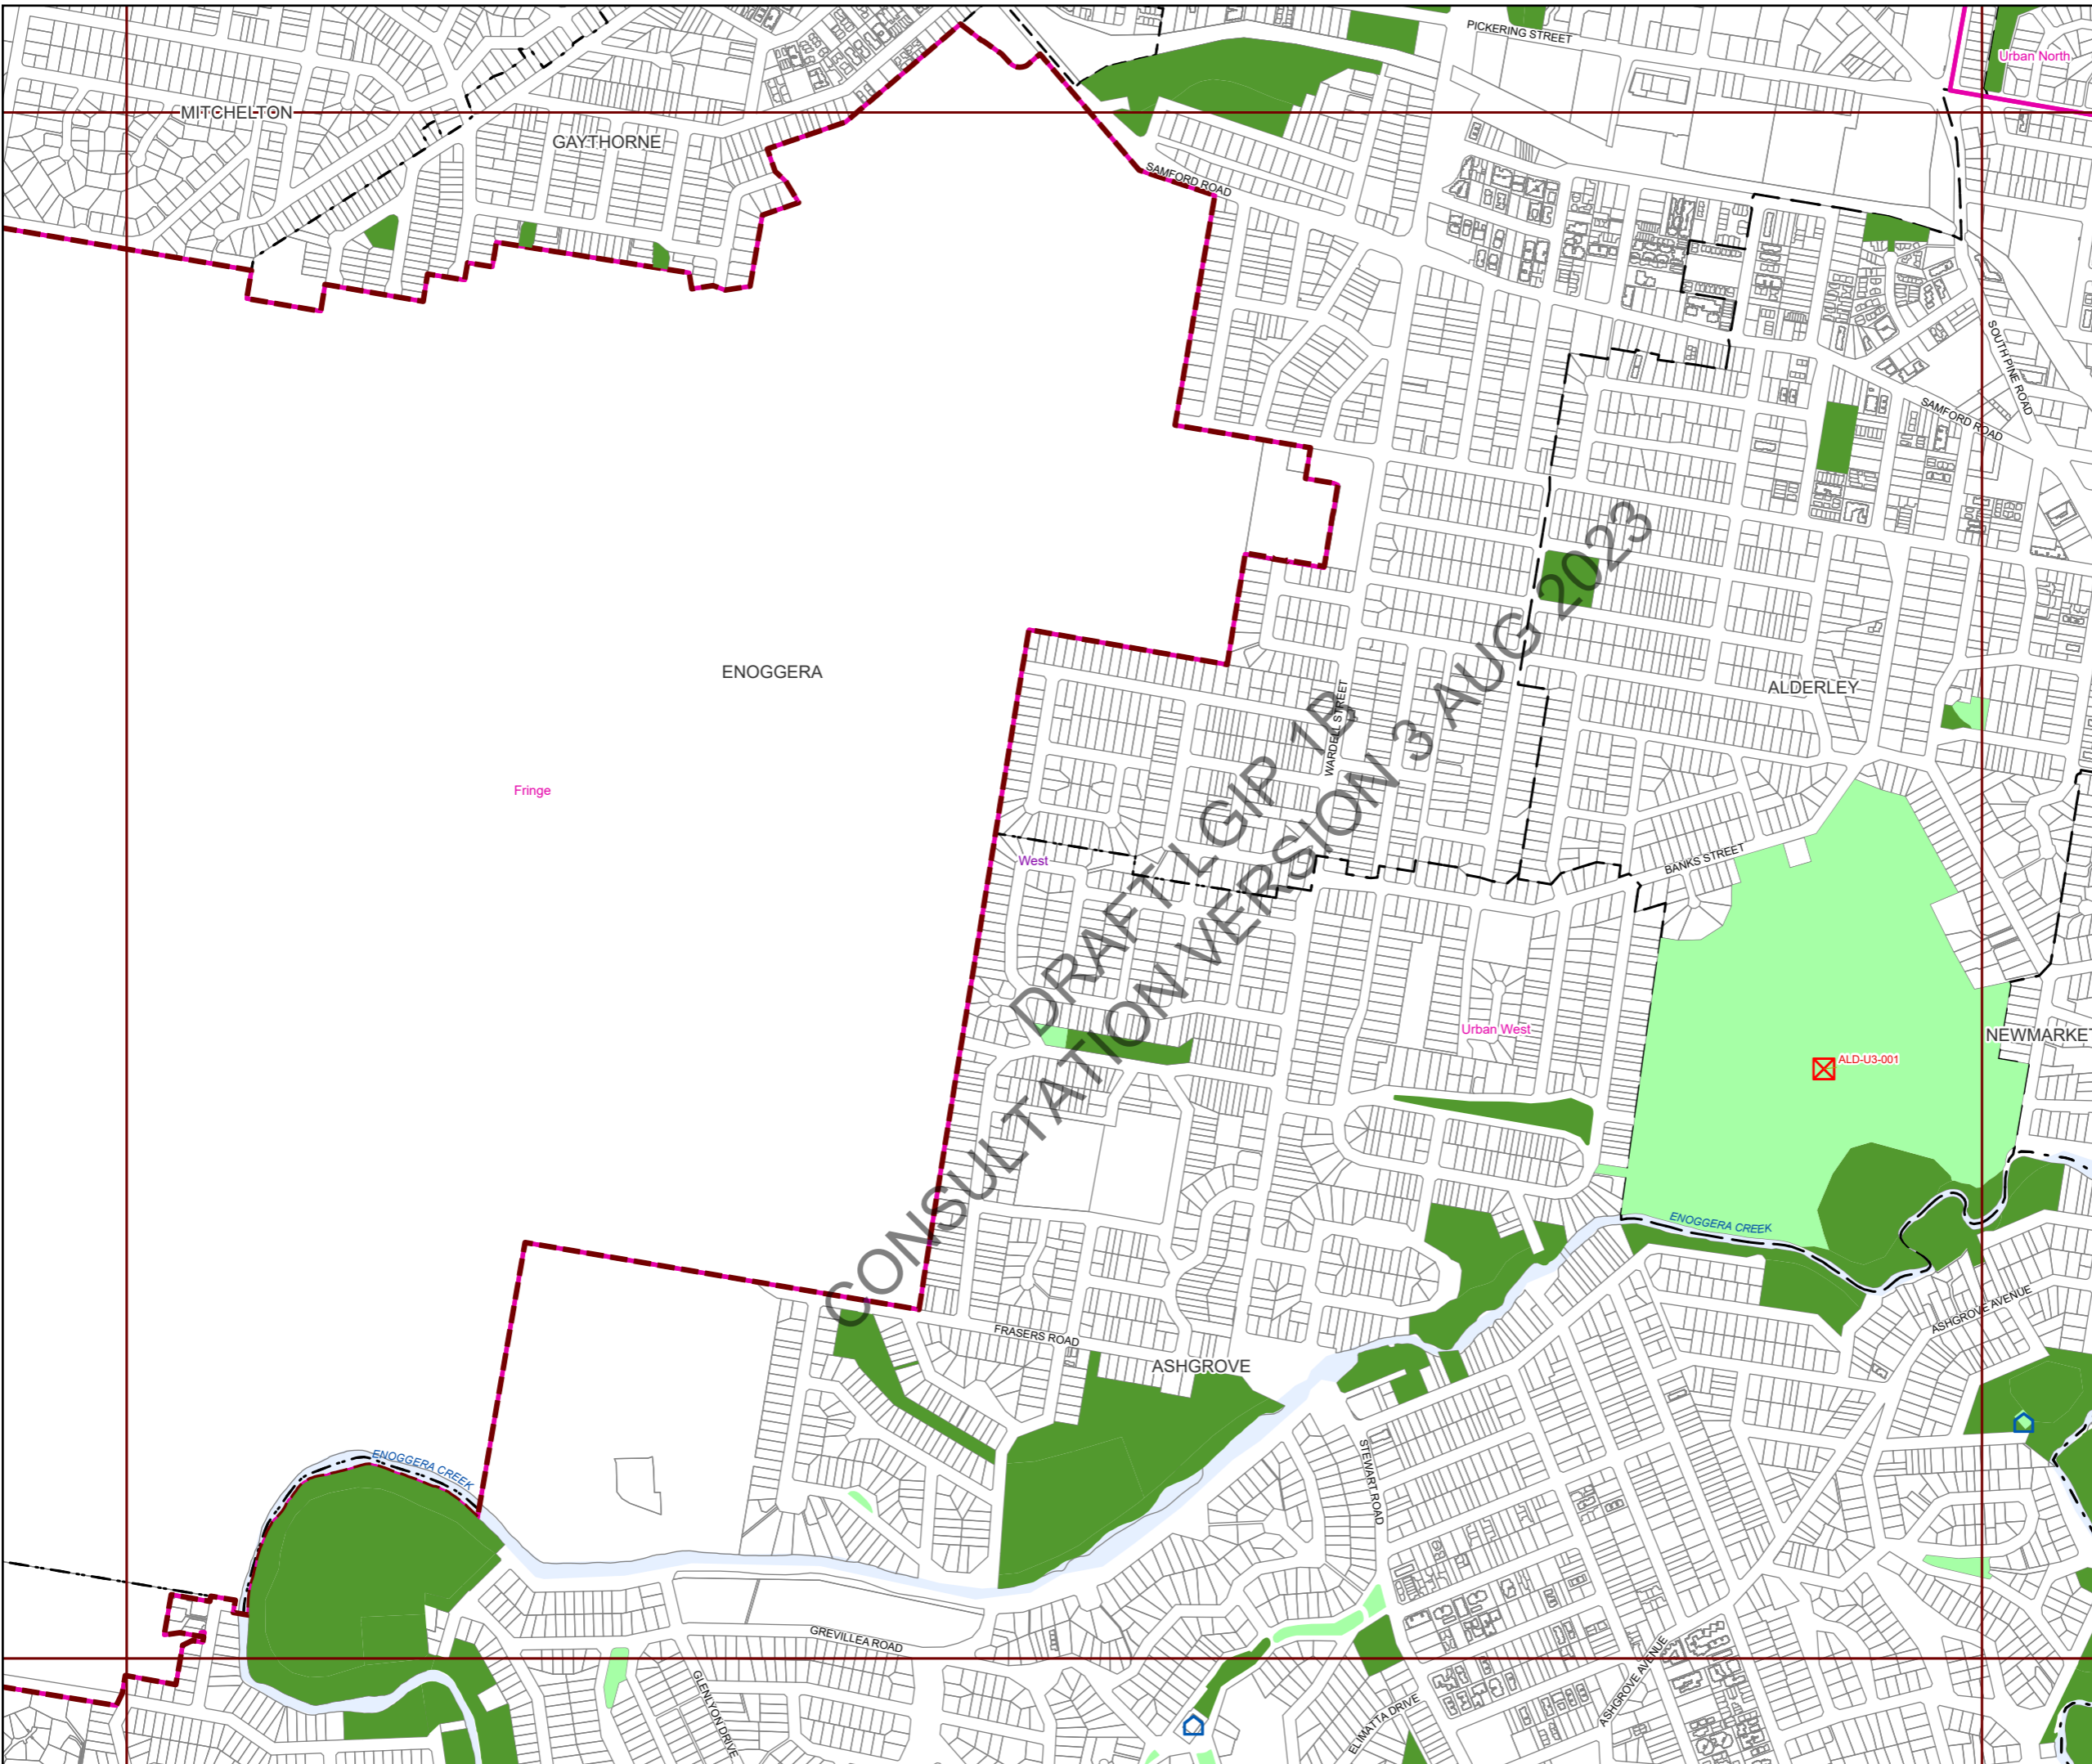 PICKERING STREET
Urban North
MITCHELTON
GAYTHORNE
SAMFORD ROAD
SOUTH PINE ROAD
SAMFORD ROAD
ENOGGERA
ALDERLEY
WARDELL STREET
Fringe
DRAFT LGIP 1B
CONSULTATION VERSION 3 AUG 2023
West
BANKS STREET
Urban West
NEWMARKE
ALD-U3-001
ENOGGERA CREEK
ASHGROVE AVENUE
FRASERS ROAD
ASHGROVE
ENOGGERA CREEK
STEWART ROAD
GREVILLEA ROAD
GLENLYON DRIVE
ELIMATTA DRIVE
ASHGROVE AVENUE